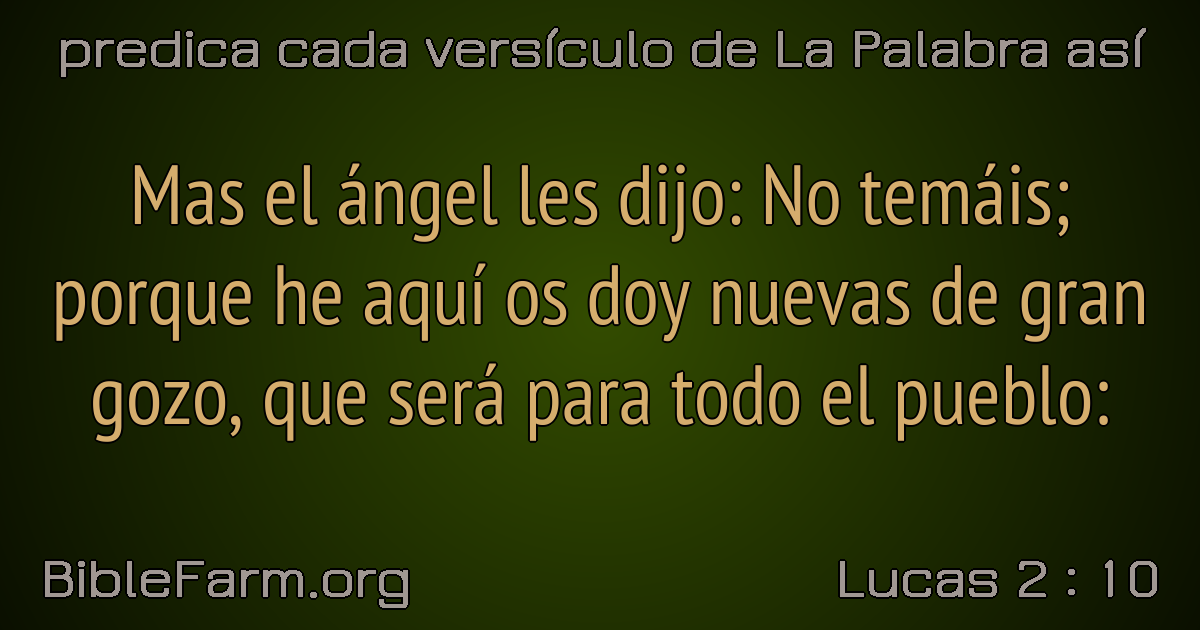 predica cada versículo de La Palabra así
Mas el ángel les dijo: No temáis;
porque he aquí os doy nuevas de gran
gozo, que será para todo el pueblo:
BibleFarm.org
Lucas 2 : 10